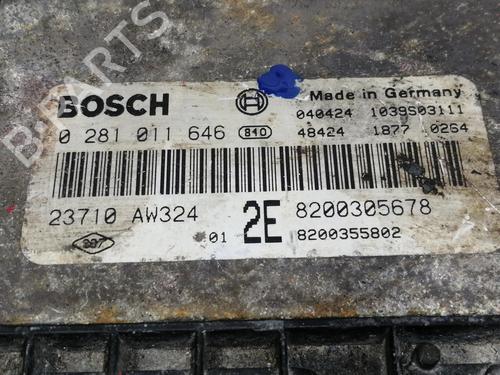 BOSCH
Made in Germany
040424 1039S03111
0 281 011 646 810
48424 1877 0264
23710 AW324
2E
8200305678
01
8200355802
B-PARTS